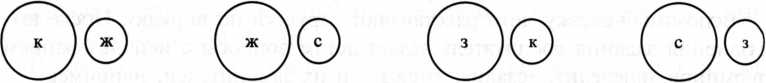 к ж ж с з к с з